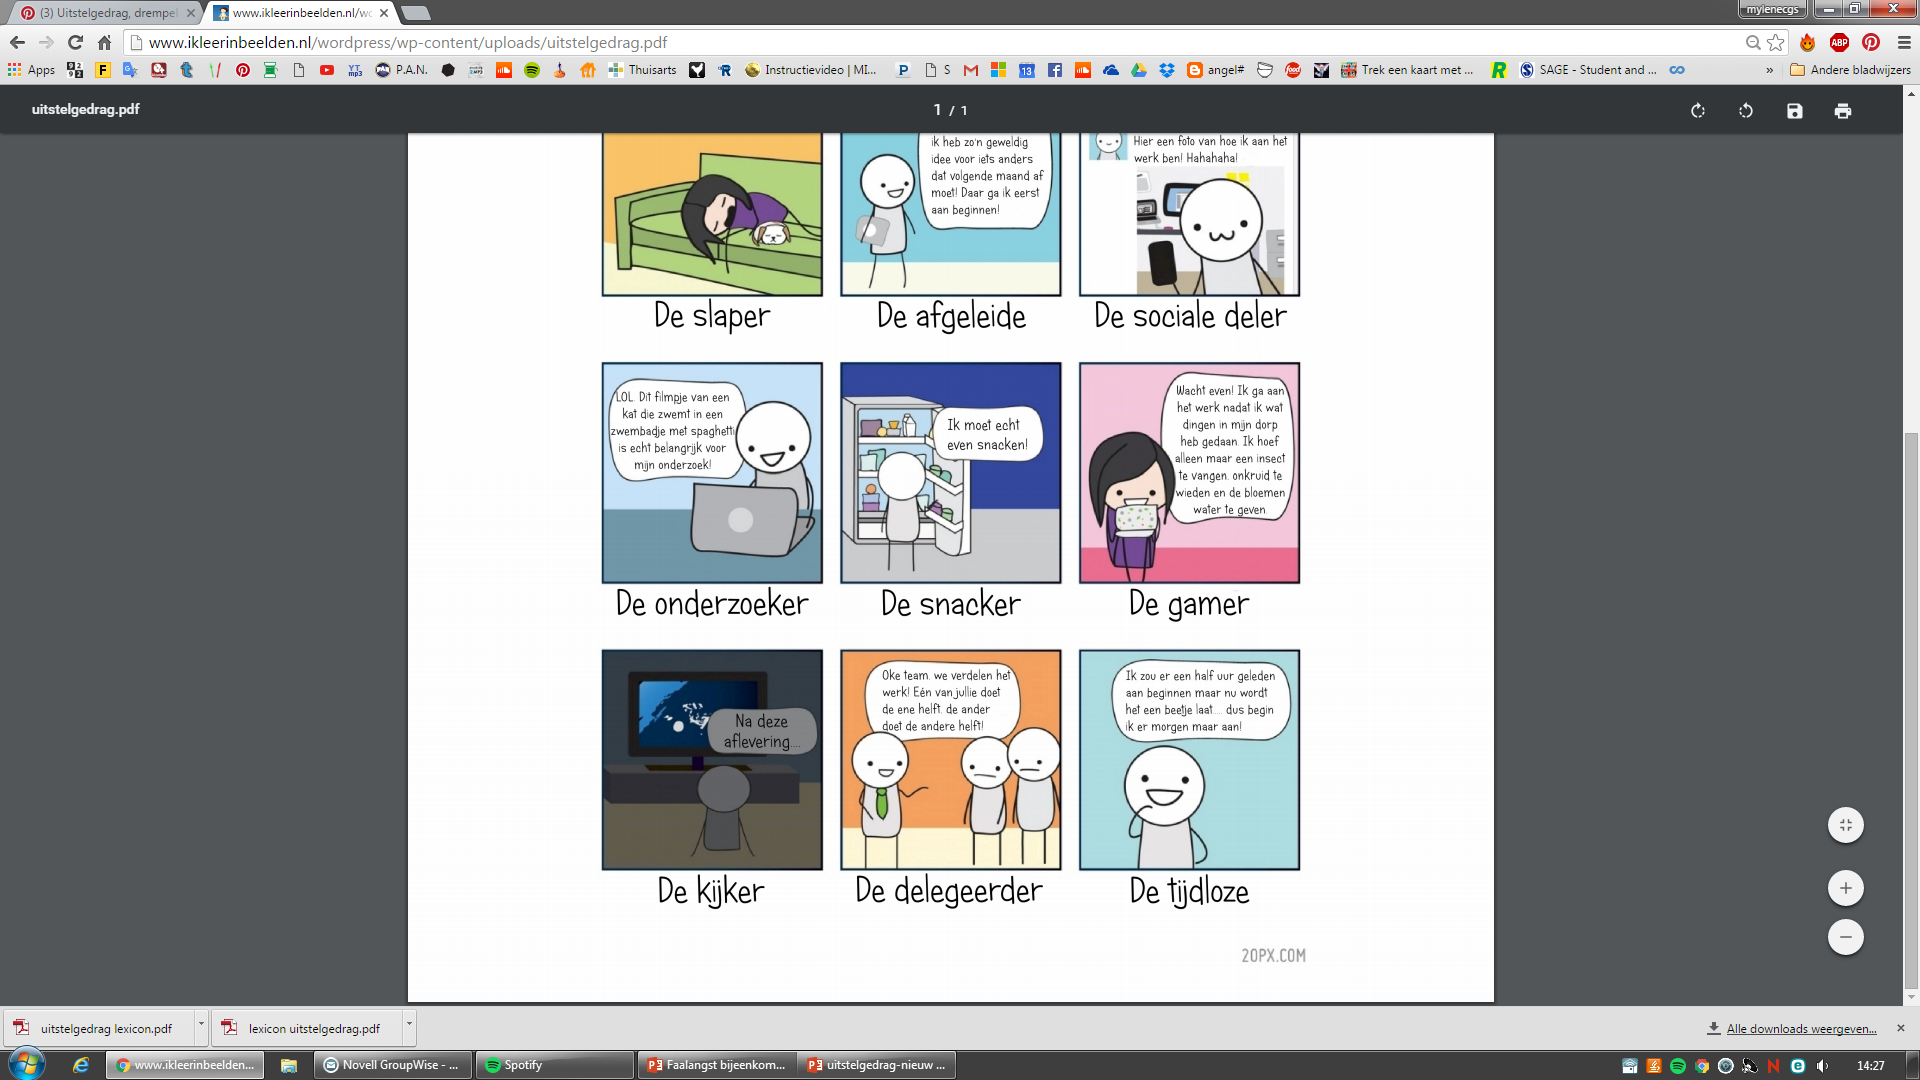 (3) Uitstelgedrag, drempel
www.ikleerinbeelden.nl/wo
mylenecgs
www.ikleerinbeelden.nl/wordpress/wp-content/uploads/uitstelgedrag.pdf
Apps
P.A.N.
Thuisarts
Instructievideo | MI...
S
angel#
Trek een kaart met ...
SAGE - Student and ...
»
Andere bladwijzers
uitstelgedrag.pdf
1 / 1
ik heb zo'n geweldig
idee voor iets anders
dat volgende maand af
moet! Daar ga ik eerst
aan beginnen!
Hier een foto van hoe ik aan het
werk ben! Hahahaha!
De slaper
De afgeleide
De sociale deler
LOL. Dit filmpje van een
kat die zwemt in een
zwembadje met spaghetti
is echt belangrijk voor
mijn onderzoek!
Ik moet echt
even snacken!
Wacht even! Ik ga aan
het werk nadat ik wat
dingen in mijn dorp
heb gedaan. Ik hoef
alleen maar een insect
te vangen, onkruid te
wieden en de bloemen
water te geven.
De onderzoeker
De snacker
De gamer
Na deze
aflevering....
Oke team, we verdelen het
werk! Eén van jullie doet
de ene helft, de ander
doet de andere helft!
Ik zou er een half uur geleden
aan beginnen maar nu wordt
het een beetje laat..... dus begin
ik er morgen maar aan!
De kijker
De delegeerder
De tijdloze
20PX.COM
uitstelgedrag lexicon.pdf
lexicon uitstelgedrag.pdf
Alle downloads weergeven...
www.ikleerinbeelden...
Novell GroupWise - ...
Spotify
Faalangst bijeenkom...
uitstelgedrag-nieuw ...
14:27